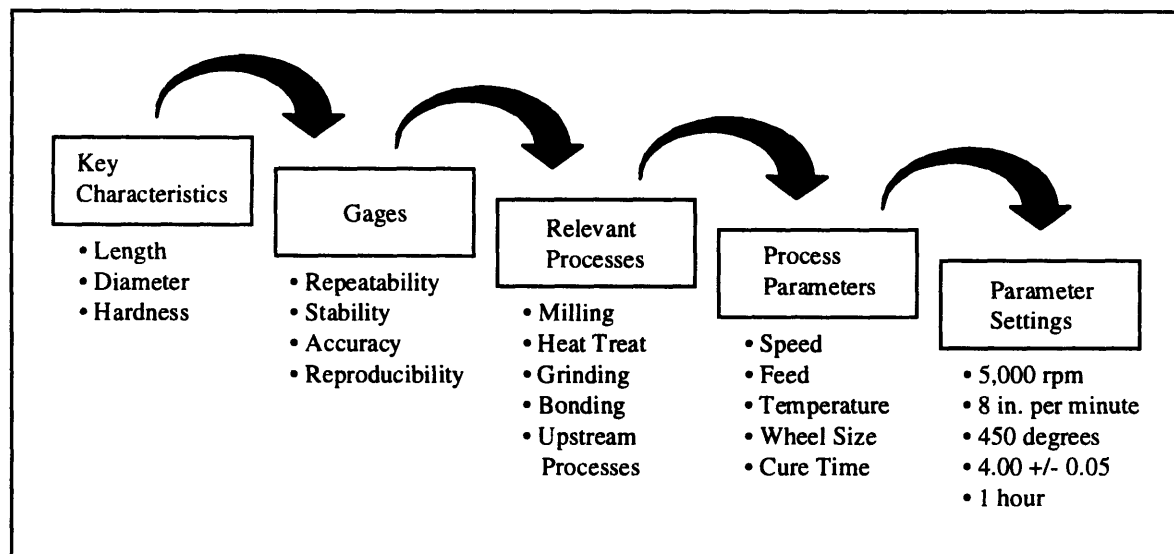 Key
Characteristics
• Length
• Diameter
• Hardness
Gages
• Repeatability
• Stability
• Accuracy
• Reproducibility
Relevant
Processes
• Milling
• Heat Treat
• Grinding
• Bonding
• Upstream
Processes
Process
Parameters
• Speed
• Feed
• Temperature
• Wheel Size
• Cure Time
Parameter
Settings
• 5,000 rpm
• 8 in. per minute
• 450 degrees
• 4.00 +/- 0.05
• 1 hour